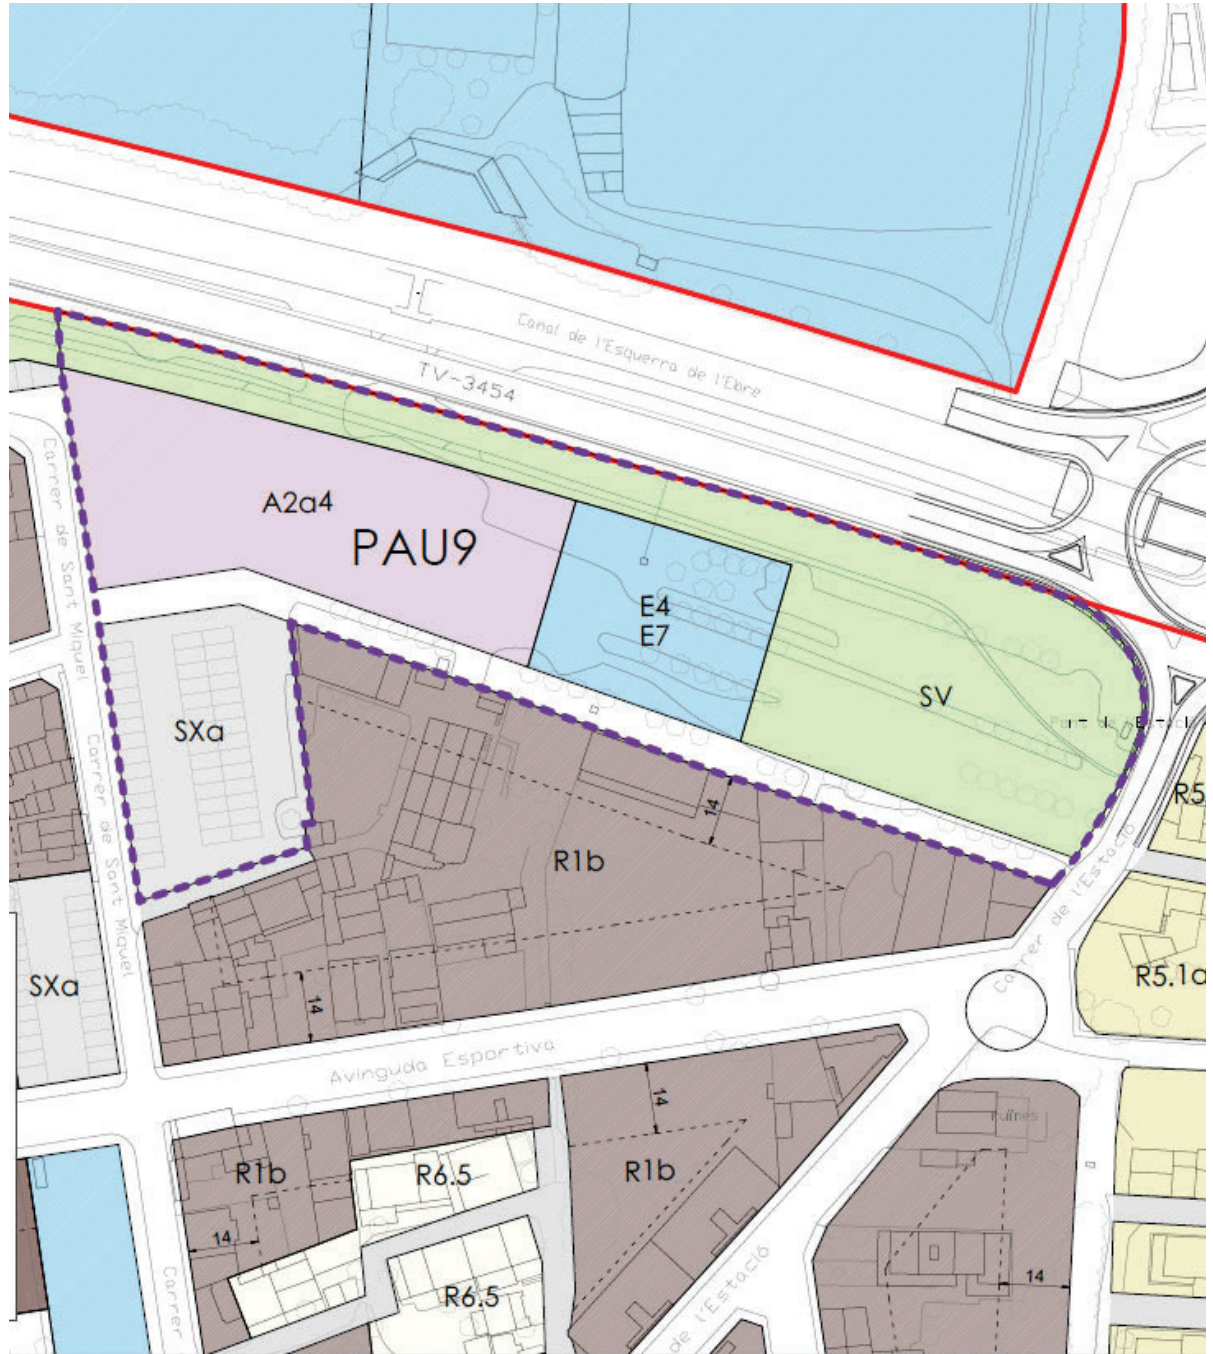 Canal de l'Esquerra de l'Ebre
TV-3454
Carrer de Sant Miquel
A2a4
PAU9
E4
E7
SV
SXa
Carrer de Sant Miquel
R5
14
R1b
Carrer de l'Estació
SXa
R5.1a
14
Avinguda Esportiva
14
Ruïnes
R1b
R6.5
R1b
14
Carrer
R6.5
de l'Estació
14